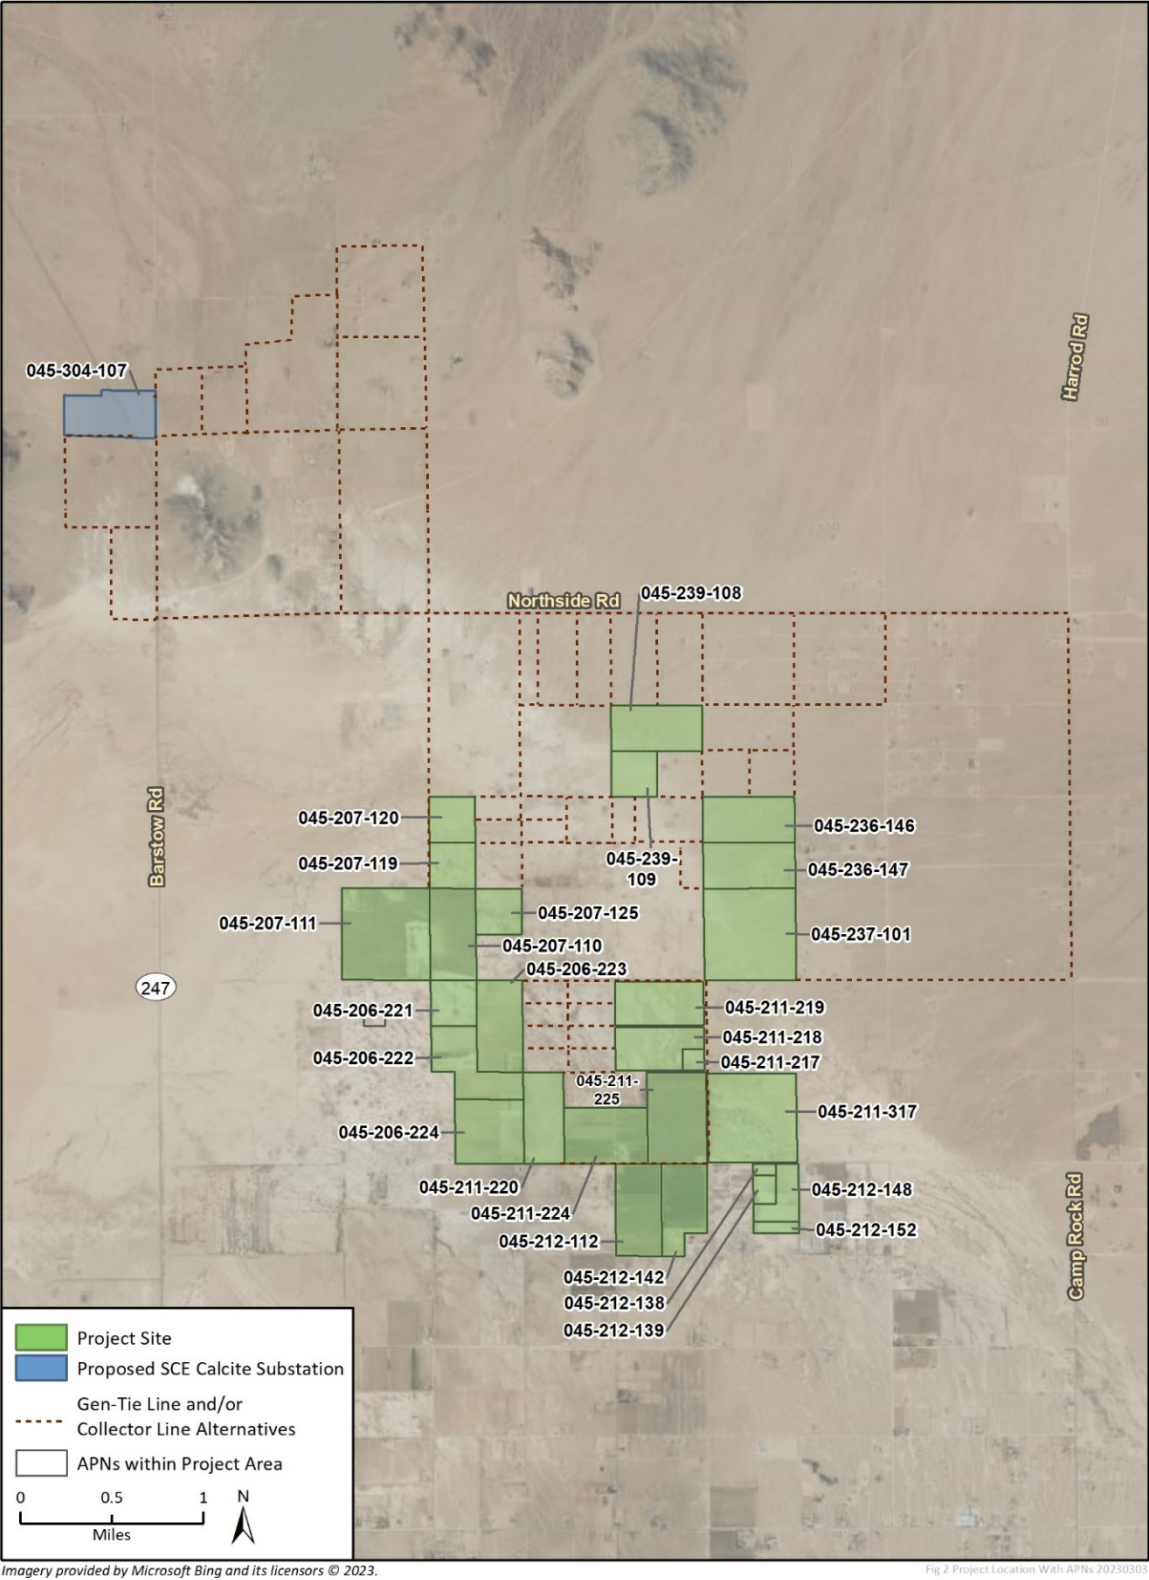 Harrod Rd
045-304-107
Northside Rd
045-239-108
Barstow Rd
045-207-120
045-236-146
045-207-119
045-239-
109
045-236-147
045-207-111
045-207-125
045-237-101
045-207-110
045-206-223
247
045-206-221
045-211-219
045-211-218
045-206-222
045-211-217
045-211-
225
045-211-317
045-206-224
045-211-220
045-212-148
045-211-224
045-212-152
045-212-112
Camp Rock Rd
045-212-142
045-212-138
045-212-139
Project Site
Proposed SCE Calcite Substation
Gen-Tie Line and/or
Collector Line Alternatives
APNs within Project Area
0 0.5 1
Miles
N
Imagery provided by Microsoft Bing and its licensors © 2023.
Fig 2 Project Location With APNs 20230303